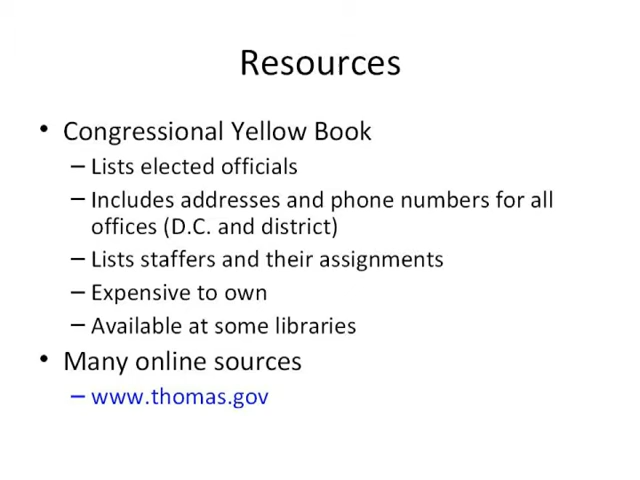 Resources
• Congressional Yellow Book
– Lists elected officials
– Includes addresses and phone numbers for all
offices (D.C. and district)
– Lists staffers and their assignments
– Expensive to own
– Available at some libraries
• Many online sources
– www.thomas.gov